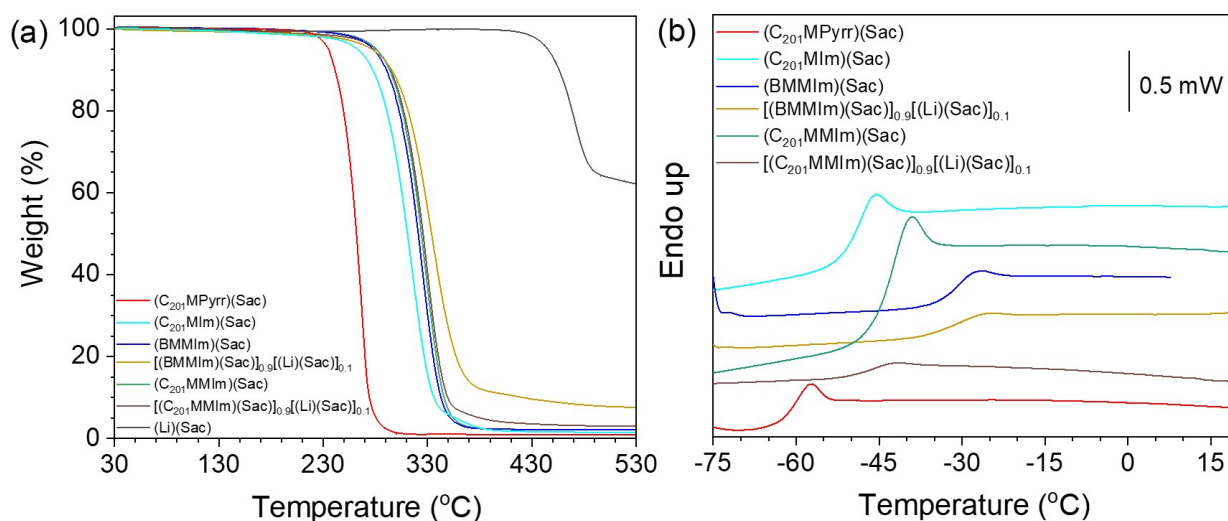 (a)
Weight (%)
100
80
60
40
20
0
(C₂₀₁MPyrr)(Sac)
(C₂₀₁MIm)(Sac)
(BMMIm)(Sac)
[(BMMIm)(Sac)]₀.₉[(Li)(Sac)]₀.₁
(C₂₀₁MMIm)(Sac)
[(C₂₀₁MMIm)(Sac)]₀.₉[(Li)(Sac)]₀.₁
(Li)(Sac)
30 130 230 330 430 530
Temperature (°C)
(b)
Endo up
(C₂₀₁MPyrr)(Sac)
(C₂₀₁MIm)(Sac)
(BMMIm)(Sac)
[(BMMIm)(Sac)]₀.₉[(Li)(Sac)]₀.₁
(C₂₀₁MMIm)(Sac)
[(C₂₀₁MMIm)(Sac)]₀.₉[(Li)(Sac)]₀.₁
0.5 mW
-75 -60 -45 -30 -15 0 15
Temperature (°C)